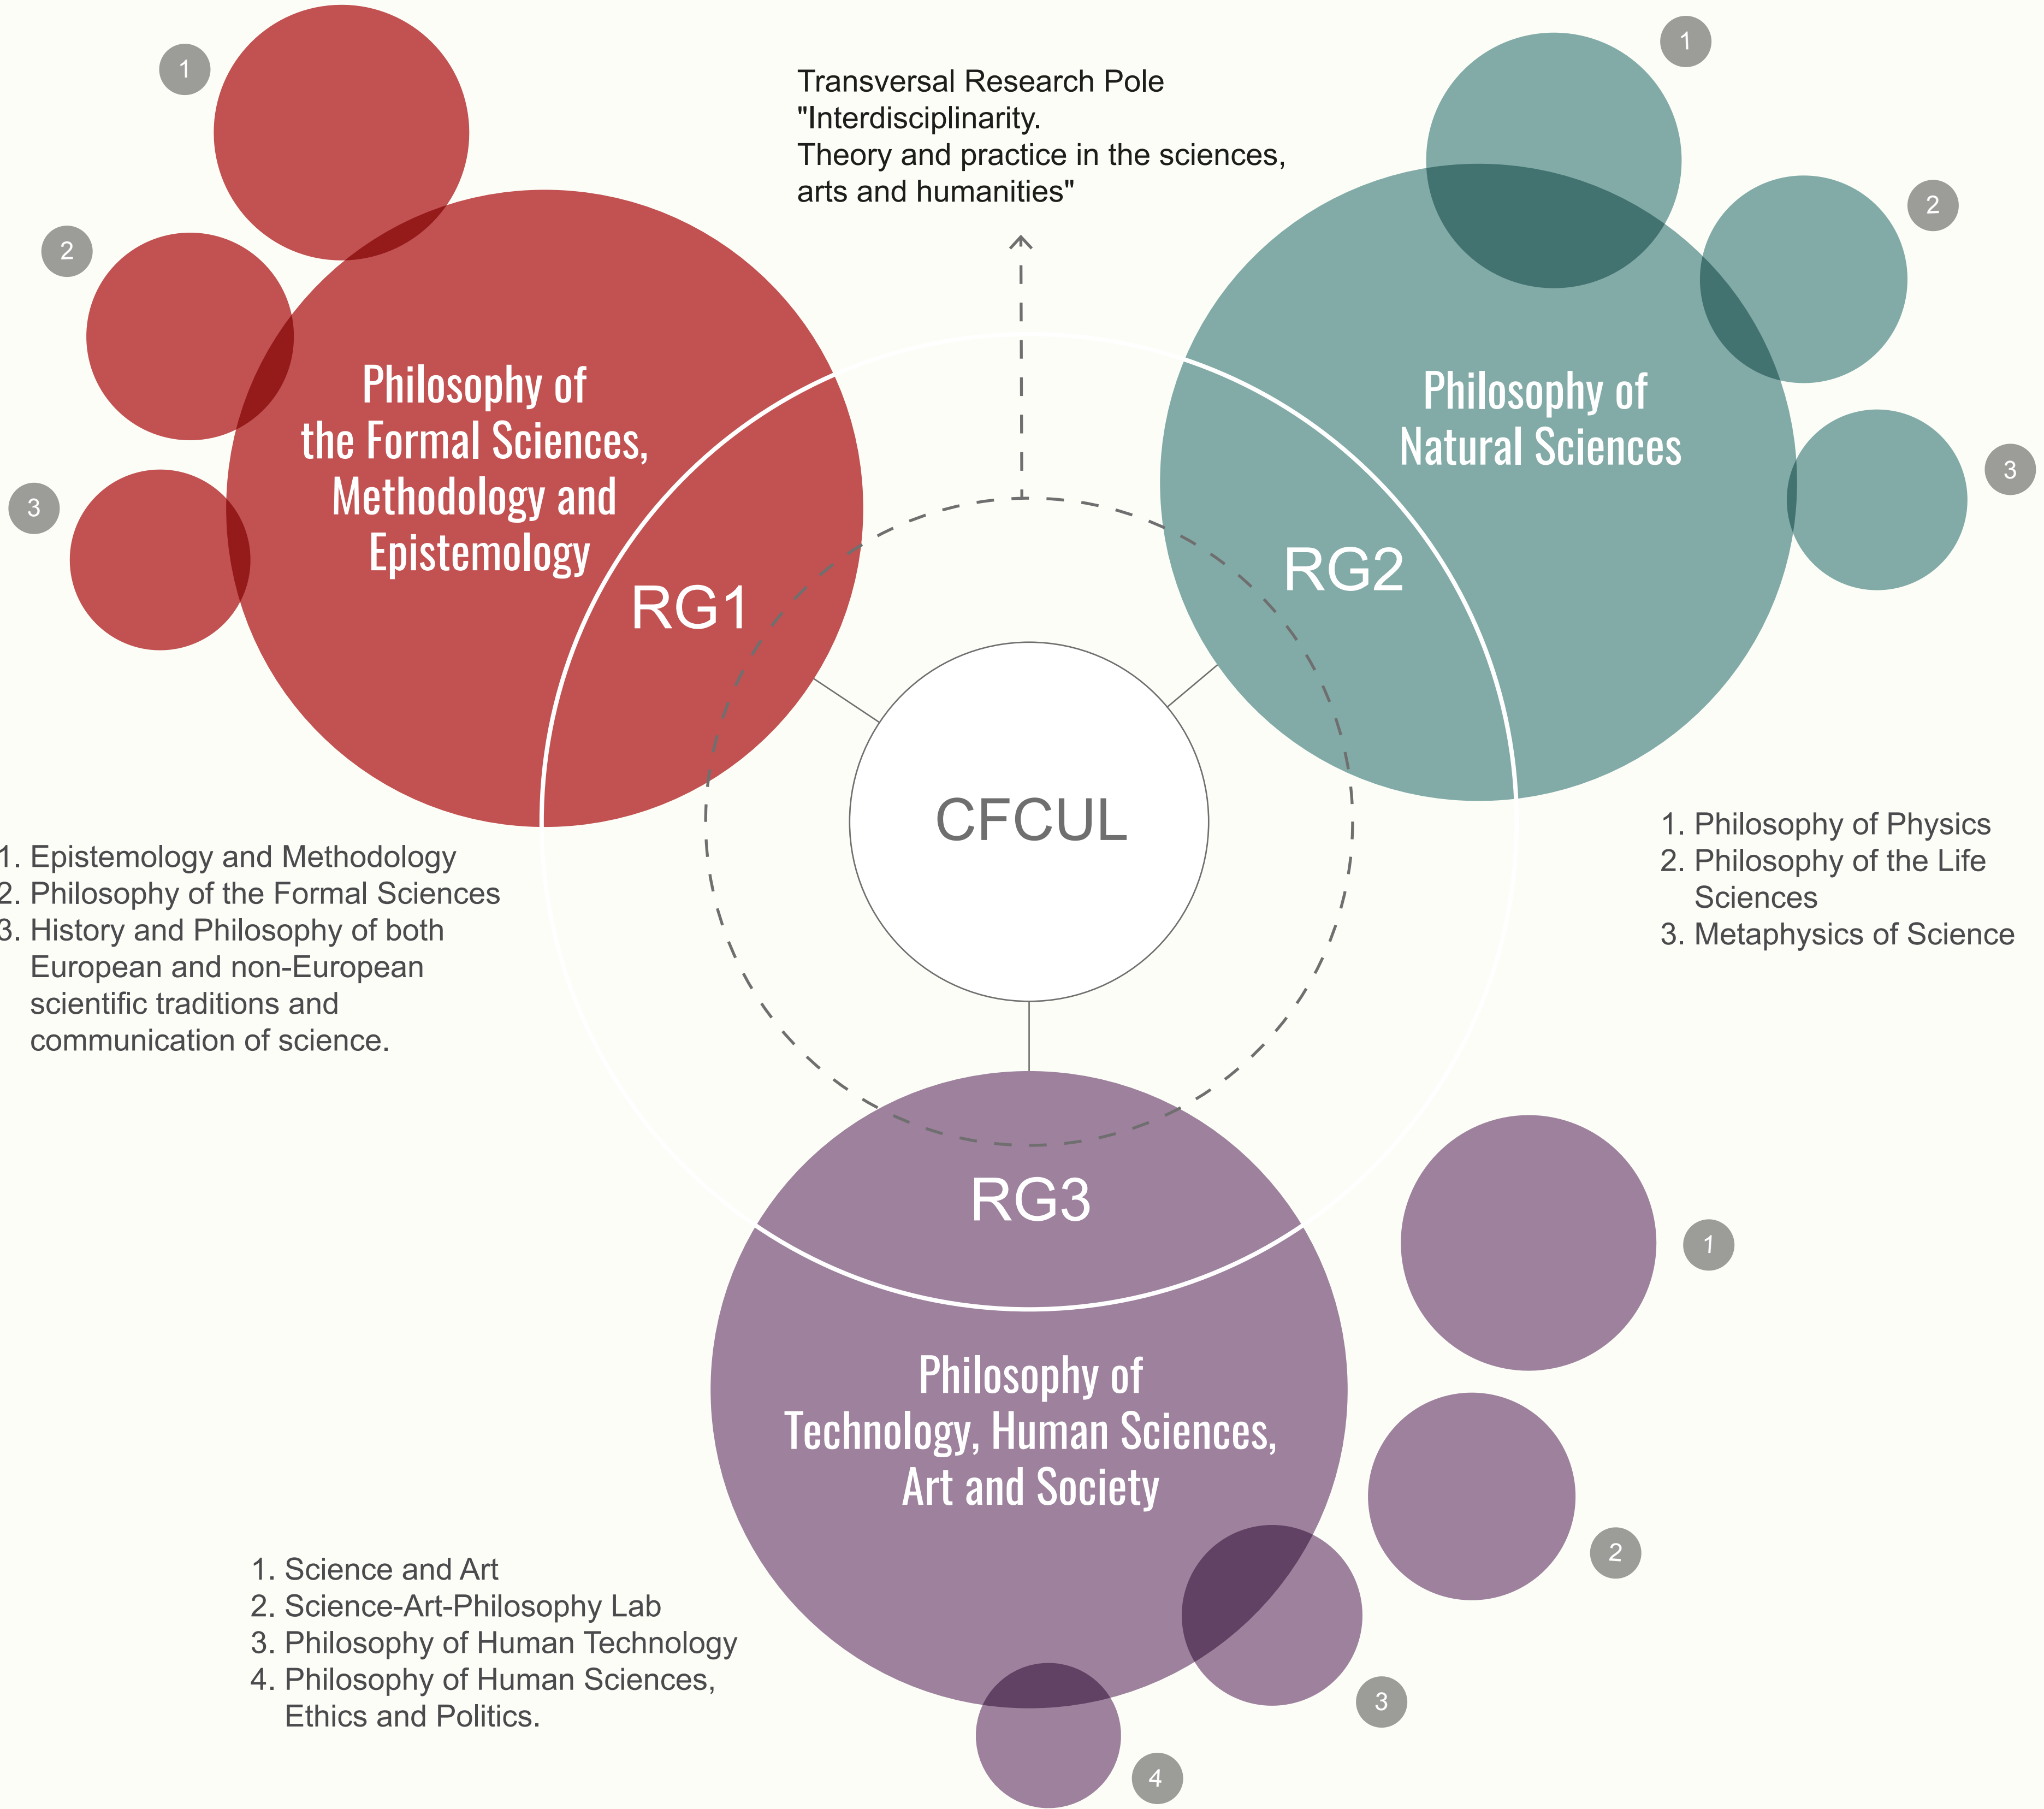 Transversal Research Pole
"Interdisciplinarity.
Theory and practice in the sciences,
arts and humanities"
1
2
3
Philosophy of
the Formal Sciences,
Methodology and
Epistemology
RG1
1
2
3
Philosophy of
Natural Sciences
RG2
CFCUL
1. Epistemology and Methodology
2. Philosophy of the Formal Sciences
3. History and Philosophy of both
European and non-European
scientific traditions and
communication of science.
1. Philosophy of Physics
2. Philosophy of the Life
Sciences
3. Metaphysics of Science
RG3
Philosophy of
Technology, Human Sciences,
Art and Society
1
2
3
4
1. Science and Art
2. Science-Art-Philosophy Lab
3. Philosophy of Human Technology
4. Philosophy of Human Sciences,
Ethics and Politics.